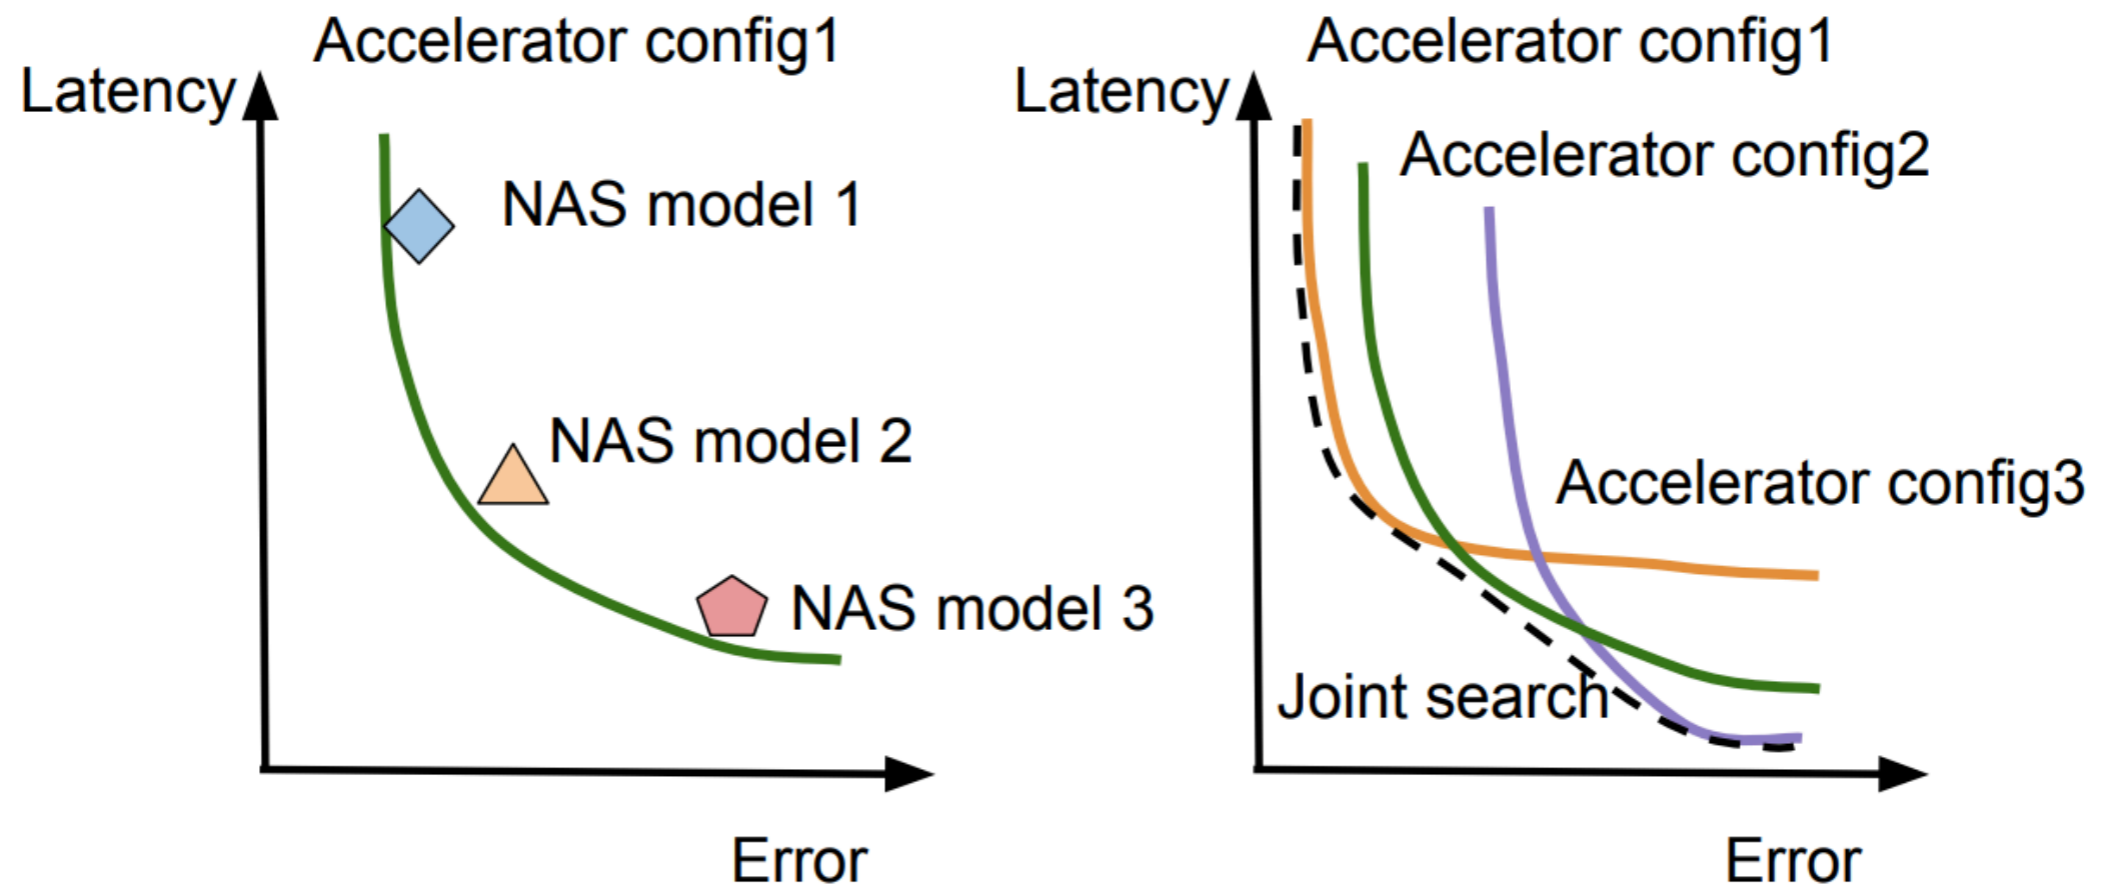 Accelerator config1
Latency
NAS model 1
NAS model 2
NAS model 3
Error
Accelerator config1
Latency
Accelerator config2
Accelerator config3
Joint search
Error